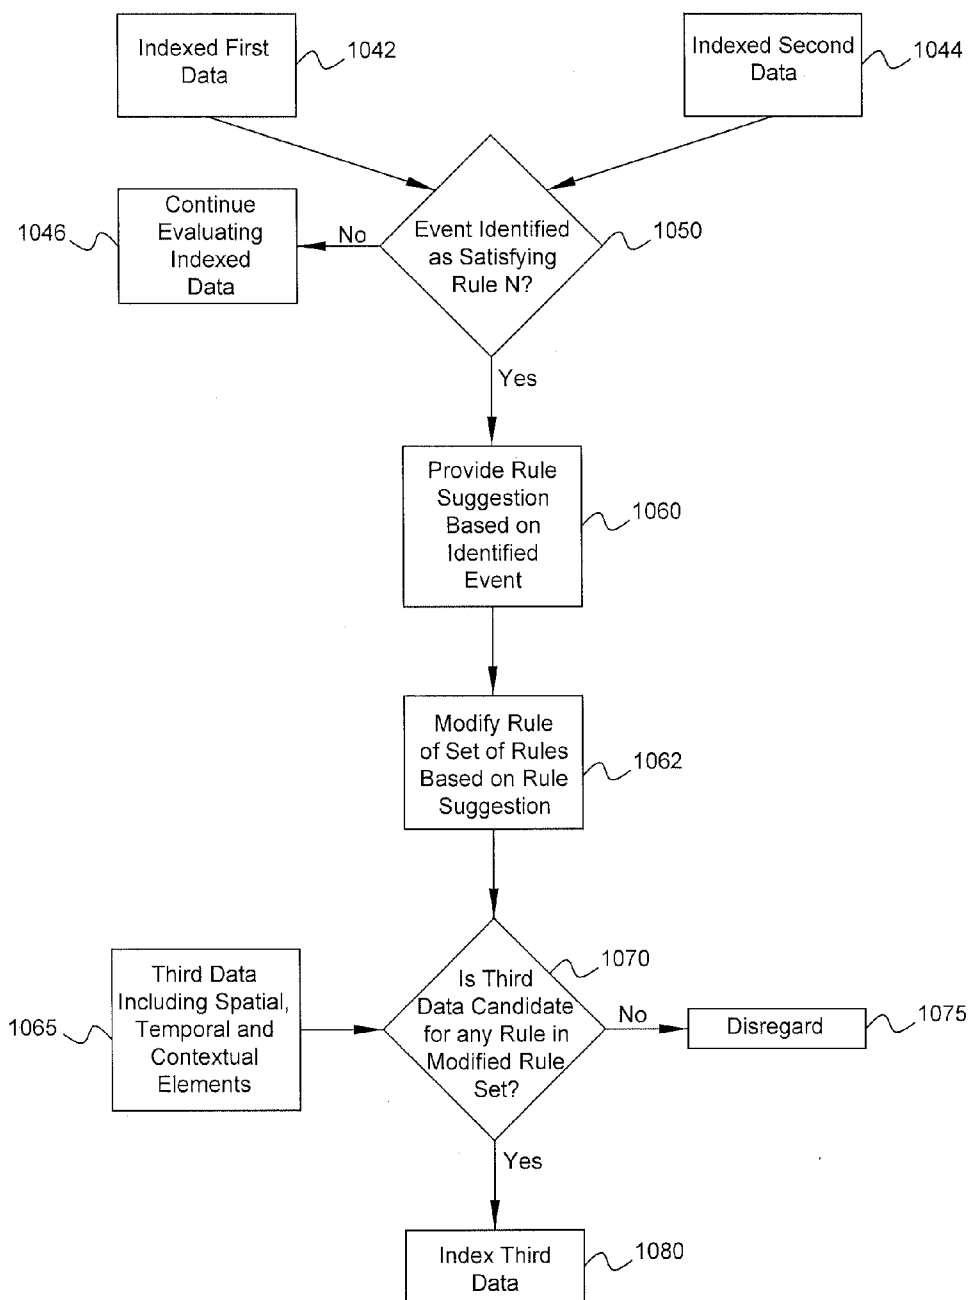 Indexed First
Data
1042
Indexed Second
Data
1044
Continue
Evaluating
Indexed
Data
1046
No
Event Identified
as Satisfying
Rule N?
1050
Yes
Provide Rule
Suggestion
Based on
Identified
Event
1060
Modify Rule
of Set of Rules
Based on Rule
Suggestion
1062
Third Data
Including Spatial,
Temporal and
Contextual
Elements
1065
Is Third
Data Candidate
for any Rule in
Modified Rule
Set?
1070
No
Disregard
1075
Yes
Index Third
Data
1080